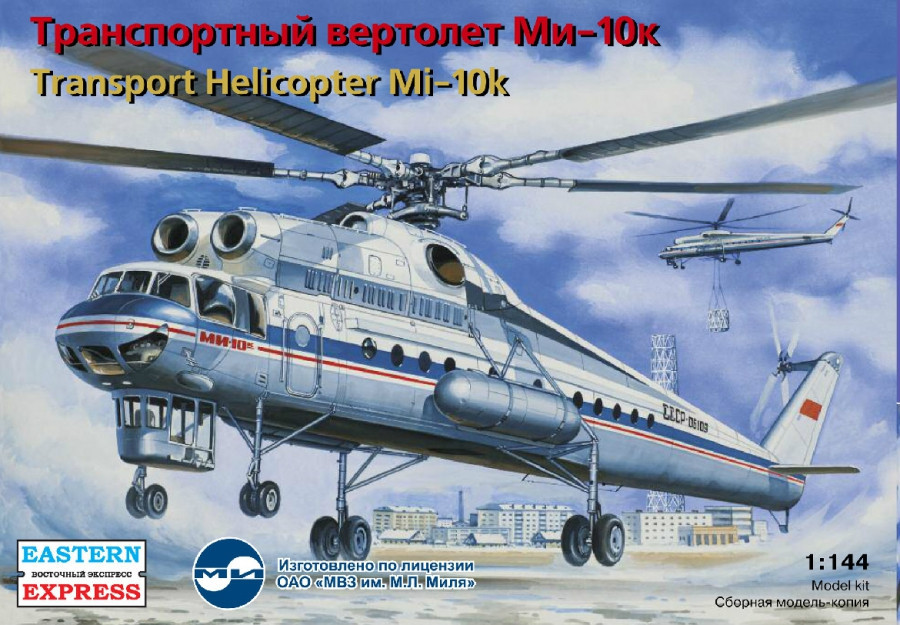 Транспортный вертолет Ми-10к
Transport Helicopter Mi-10k
МИ-10К
СССР-06109
EASTERN
ВОСТОЧНЫЙ ЭКСПРЕСС
EXPRESS
МИ
Изготовлено по лицензии
ОАО «МВЗ им. М.Л. Миля»
1:144
Model kit
Сборная модель-копия